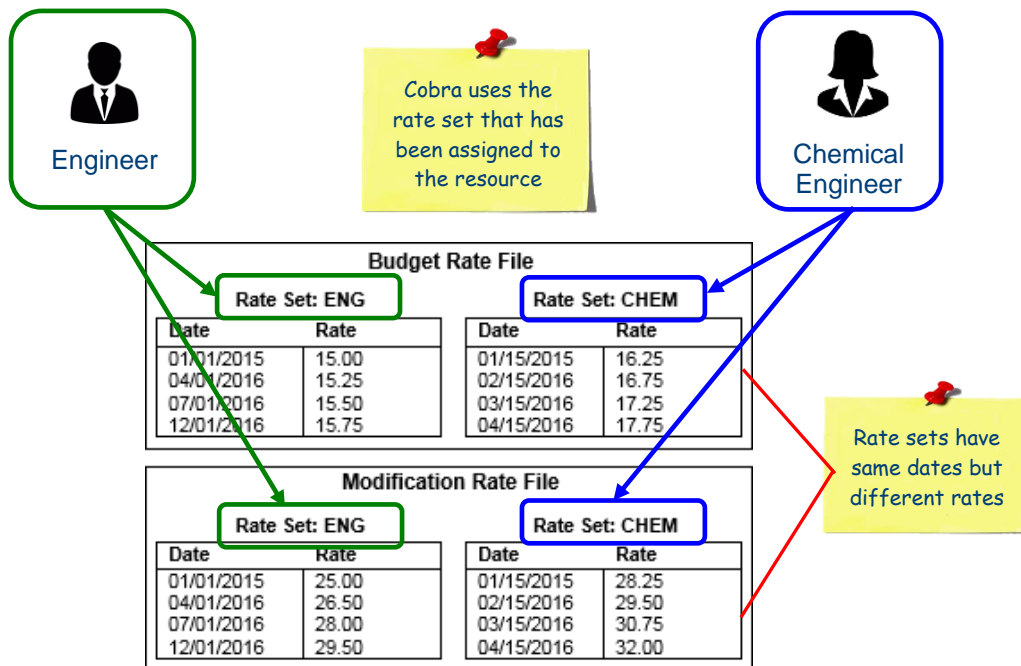 Engineer
Cobra uses the
rate set that has
been assigned to
the resource
Chemical
Engineer
Budget Rate File
Rate Set: ENG
Date Rate
01/01/2015 15.00
04/01/2016 15.25
07/01/2016 15.50
12/01/2016 15.75
Rate Set: CHEM
Date Rate
01/15/2015 16.25
02/15/2016 16.75
03/15/2016 17.25
04/15/2016 17.75
Rate sets have
same dates but
different rates
Modification Rate File
Rate Set: ENG
Date Rate
01/01/2015 25.00
04/01/2016 26.50
07/01/2016 28.00
12/01/2016 29.50
Rate Set: CHEM
Date Rate
01/15/2015 28.25
02/15/2016 29.50
03/15/2016 30.75
04/15/2016 32.00